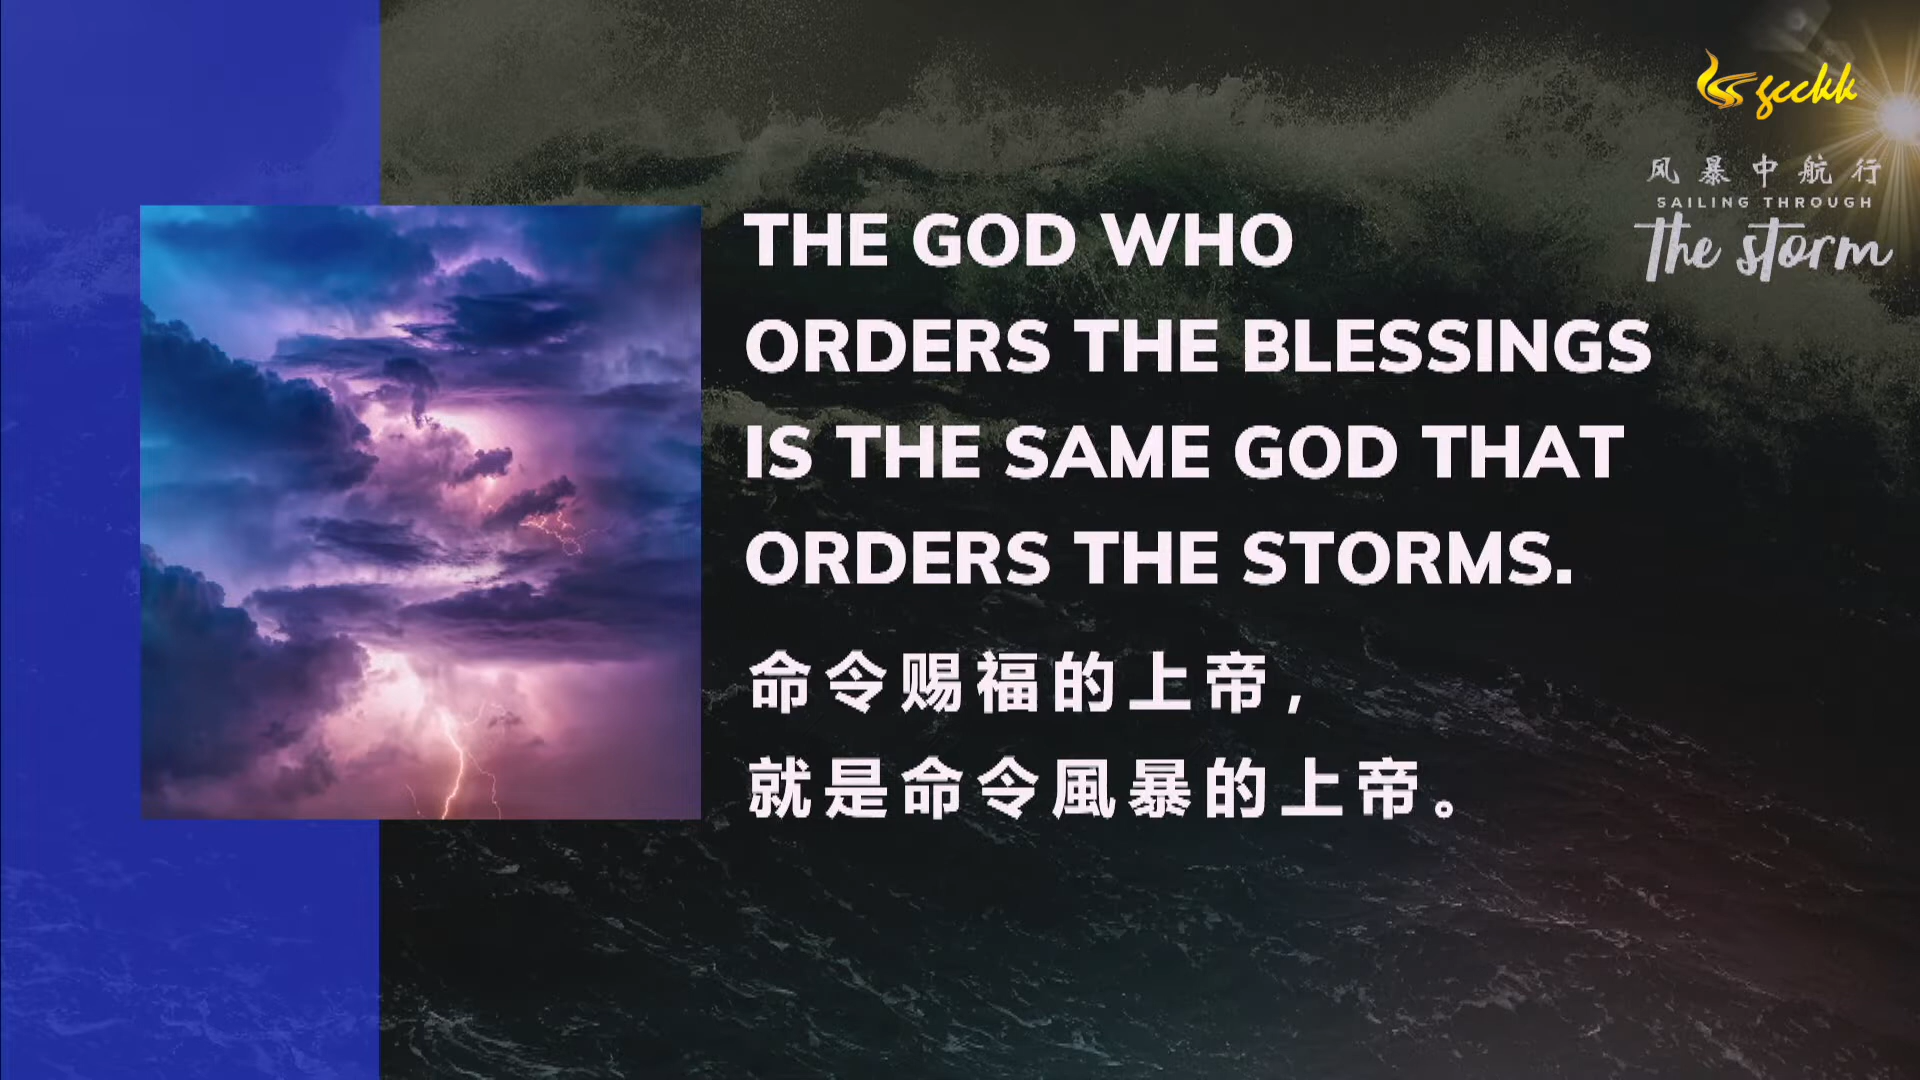 gcckk
风暴中航行
SAILING THROUGH
The storm
THE GOD WHO
ORDERS THE BLESSINGS
IS THE SAME GOD THAT
ORDERS THE STORMS.
命令赐福的上帝，
就是命令風暴的上帝。